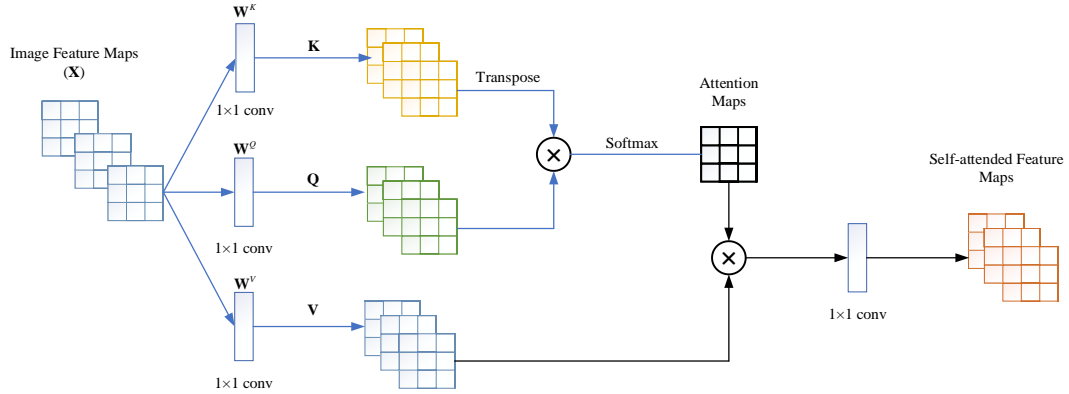 Image Feature Maps
(X)
W^K
K
1×1 conv
Transpose
W^Q
Q
1×1 conv
W^V
V
1×1 conv
Softmax
Attention
Maps
1×1 conv
Self-attended Feature
Maps